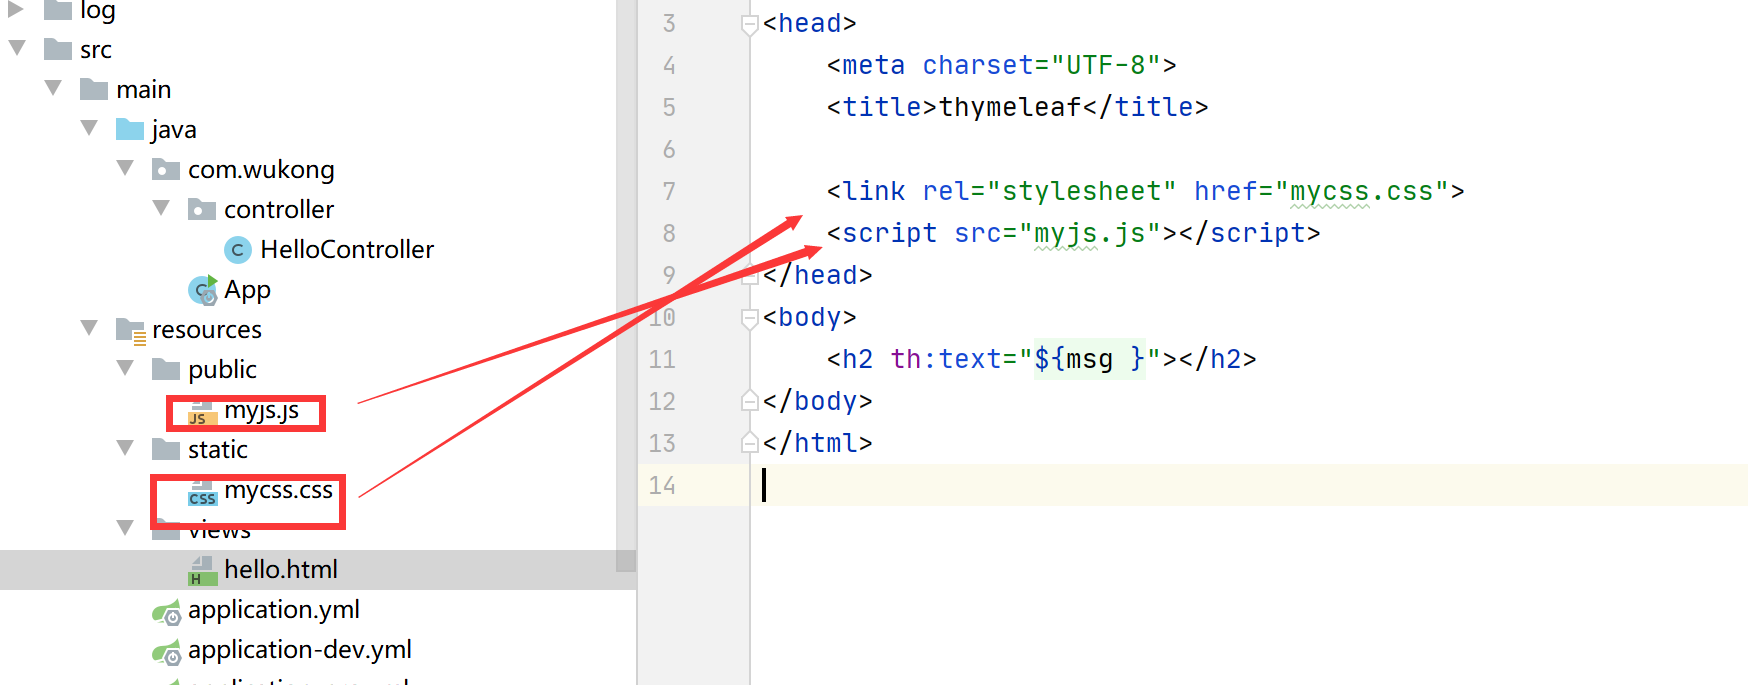 log
src
main
java
com.wukong
controller
C HelloController
C App
resources
public
JS myjs.js
static
CSS mycss.css
views
H hello.html
application.yml
application-dev.yml
3 <head>
4 <meta charset="UTF-8">
5 <title>thymeleaf</title>
6
7 <link rel="stylesheet" href="mycss.css">
8 <script src="myjs.js"></script>
9 </head>
10 <body>
11 <h2 th:text="${msg }"></h2>
12 </body>
13 </html>
14